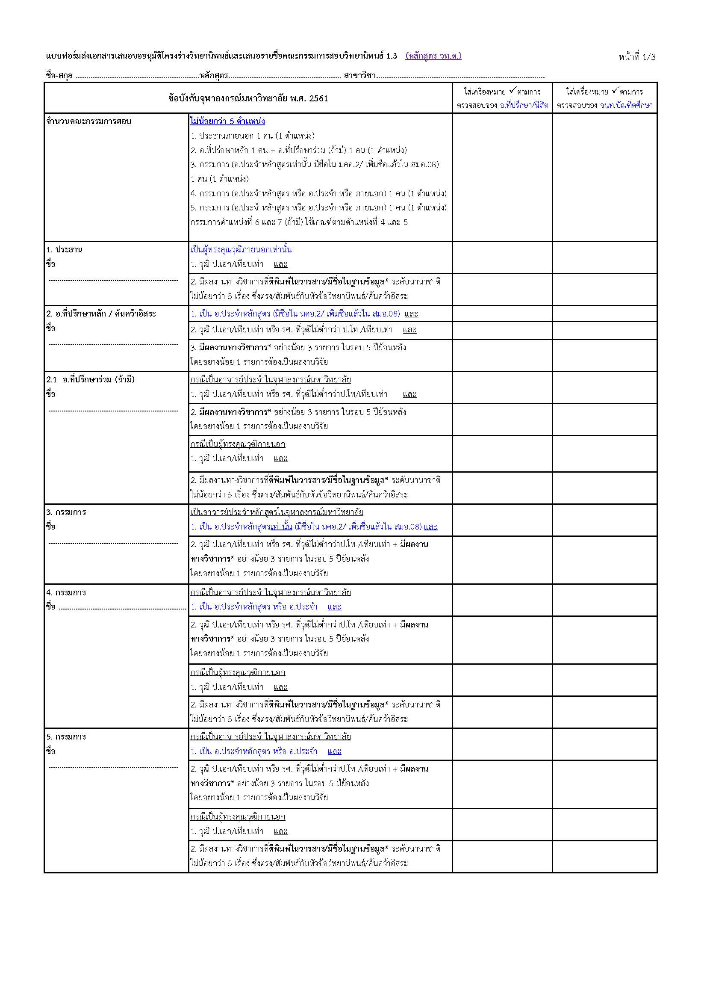 แบบฟอร์มส่งเอกสารเสนอขออนุมัติโครงร่างวิทยานิพนธ์และเสนอรายชื่อคณะกรรมการสอบวิทยานิพนธ์ 1.3 (หลักสูตร วท.ด.) หน้าที่ 1/3
ชื่อ-สกุล ..........................................................หลักสูตร..................................................... สาขาวิชา...............................................................................
ข้อบังคับจุฬาลงกรณ์มหาวิทยาลัย พ.ศ. 2561
ใส่เครื่องหมาย ✓ตามการ
ตรวจสอบของ อ.ที่ปรึกษา/นิสิต
ใส่เครื่องหมาย ✓ตามการ
ตรวจสอบของ จนท.บัณฑิตศึกษา
จำนวนคณะกรรมการสอบ
ไม่น้อยกว่า 5 ตำแหน่ง
1. ประธานภายนอก 1 คน (1 ตำแหน่ง)
2. อ.ที่ปรึกษาหลัก 1 คน + อ.ที่ปรึกษาร่วม (ถ้ามี) 1 คน (1 ตำแหน่ง)
3. กรรมการ (อ.ประจำหลักสูตรเท่านั้น มีชื่อใน มคอ.2/ เพิ่มชื่อแล้วใน สมอ.08)
1 คน (1 ตำแหน่ง)
4. กรรมการ (อ.ประจำหลักสูตร หรือ อ.ประจำ หรือ ภายนอก) 1 คน (1 ตำแหน่ง)
5. กรรมการ (อ.ประจำหลักสูตร หรือ อ.ประจำ หรือ ภายนอก) 1 คน (1 ตำแหน่ง)
กรรมการตำแหน่งที่ 6 และ 7 (ถ้ามี) ใช้เกณฑ์ตามตำแหน่งที่ 4 และ 5
1. ประธาน
ชื่อ
.............................................................
เป็นผู้ทรงคุณวุฒิภายนอกเท่านั้น
1. วุฒิ ป.เอก/เทียบเท่า และ
2. มีผลงานทางวิชาการที่ตีพิมพ์ในวารสาร/มีชื่อในฐานข้อมูล* ระดับนานาชาติ
ไม่น้อยกว่า 5 เรื่อง ซึ่งตรง/สัมพันธ์กับหัวข้อวิทยานิพนธ์/ค้นคว้าอิสระ
2. อ.ที่ปรึกษาหลัก / ค้นคว้าอิสระ
ชื่อ
.............................................................
1. เป็น อ.ประจำหลักสูตร (มีชื่อใน มคอ.2/ เพิ่มชื่อแล้วใน สมอ.08) และ
2. วุฒิ ป.เอก/เทียบเท่า หรือ รศ. ที่วุฒิไม่ต่ำกว่า ป.โท /เทียบเท่า และ
3. มีผลงานทางวิชาการ* อย่างน้อย 3 รายการ ในรอบ 5 ปีย้อนหลัง
โดยอย่างน้อย 1 รายการต้องเป็นผลงานวิจัย
2.1 อ.ที่ปรึกษาร่วม (ถ้ามี)
ชื่อ
.............................................................
กรณีเป็นอาจารย์ประจำในจุฬาลงกรณ์มหาวิทยาลัย
1. วุฒิ ป.เอก/เทียบเท่า หรือ รศ. ที่วุฒิไม่ต่ำกว่าป.โท/เทียบเท่า และ
2. มีผลงานทางวิชาการ* อย่างน้อย 3 รายการ ในรอบ 5 ปีย้อนหลัง
โดยอย่างน้อย 1 รายการต้องเป็นผลงานวิจัย
กรณีเป็นผู้ทรงคุณวุฒิภายนอก
1. วุฒิ ป.เอก/เทียบเท่า และ
2. มีผลงานทางวิชาการที่ตีพิมพ์ในวารสาร/มีชื่อในฐานข้อมูล* ระดับนานาชาติ
ไม่น้อยกว่า 5 เรื่อง ซึ่งตรง/สัมพันธ์กับหัวข้อวิทยานิพนธ์/ค้นคว้าอิสระ
3. กรรมการ
ชื่อ
.............................................................
เป็นอาจารย์ประจำหลักสูตรในจุฬาลงกรณ์มหาวิทยาลัย
1. เป็น อ.ประจำหลักสูตรเท่านั้น (มีชื่อใน มคอ.2/ เพิ่มชื่อแล้วใน สมอ.08) และ
2. วุฒิ ป.เอก/เทียบเท่า หรือ รศ. ที่วุฒิไม่ต่ำกว่าป.โท /เทียบเท่า + มีผลงาน
ทางวิชาการ* อย่างน้อย 3 รายการ ในรอบ 5 ปีย้อนหลัง
โดยอย่างน้อย 1 รายการต้องเป็นผลงานวิจัย
4. กรรมการ
ชื่อ ............................................................
กรณีเป็นอาจารย์ประจำในจุฬาลงกรณ์มหาวิทยาลัย
1. เป็น อ.ประจำหลักสูตร หรือ อ.ประจำ และ
2. วุฒิ ป.เอก/เทียบเท่า หรือ รศ. ที่วุฒิไม่ต่ำกว่าป.โท /เทียบเท่า + มีผลงาน
ทางวิชาการ* อย่างน้อย 3 รายการ ในรอบ 5 ปีย้อนหลัง
โดยอย่างน้อย 1 รายการต้องเป็นผลงานวิจัย
กรณีเป็นผู้ทรงคุณวุฒิภายนอก
1. วุฒิ ป.เอก/เทียบเท่า และ
2. มีผลงานทางวิชาการที่ตีพิมพ์ในวารสาร/มีชื่อในฐานข้อมูล* ระดับนานาชาติ
ไม่น้อยกว่า 5 เรื่อง ซึ่งตรง/สัมพันธ์กับหัวข้อวิทยานิพนธ์/ค้นคว้าอิสระ
5. กรรมการ
ชื่อ
.............................................................
กรณีเป็นอาจารย์ประจำในจุฬาลงกรณ์มหาวิทยาลัย
1. เป็น อ.ประจำหลักสูตร หรือ อ.ประจำ และ
2. วุฒิ ป.เอก/เทียบเท่า หรือ รศ. ที่วุฒิไม่ต่ำกว่าป.โท /เทียบเท่า + มีผลงาน
ทางวิชาการ* อย่างน้อย 3 รายการ ในรอบ 5 ปีย้อนหลัง
โดยอย่างน้อย 1 รายการต้องเป็นผลงานวิจัย
กรณีเป็นผู้ทรงคุณวุฒิภายนอก
1. วุฒิ ป.เอก/เทียบเท่า และ
2. มีผลงานทางวิชาการที่ตีพิมพ์ในวารสาร/มีชื่อในฐานข้อมูล* ระดับนานาชาติ
ไม่น้อยกว่า 5 เรื่อง ซึ่งตรง/สัมพันธ์กับหัวข้อวิทยานิพนธ์/ค้นคว้าอิสระ